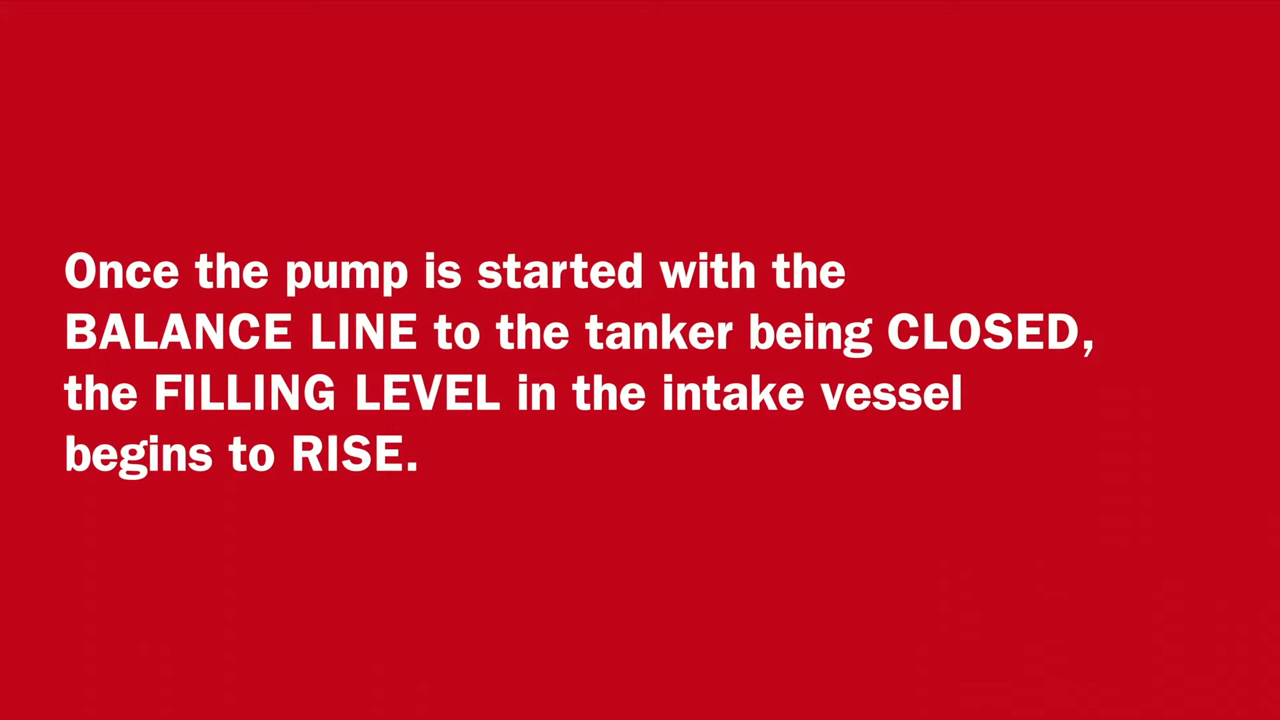 Once the pump is started with the
BALANCE LINE to the tanker being CLOSED,
the FILLING LEVEL in the intake vessel
begins to RISE.